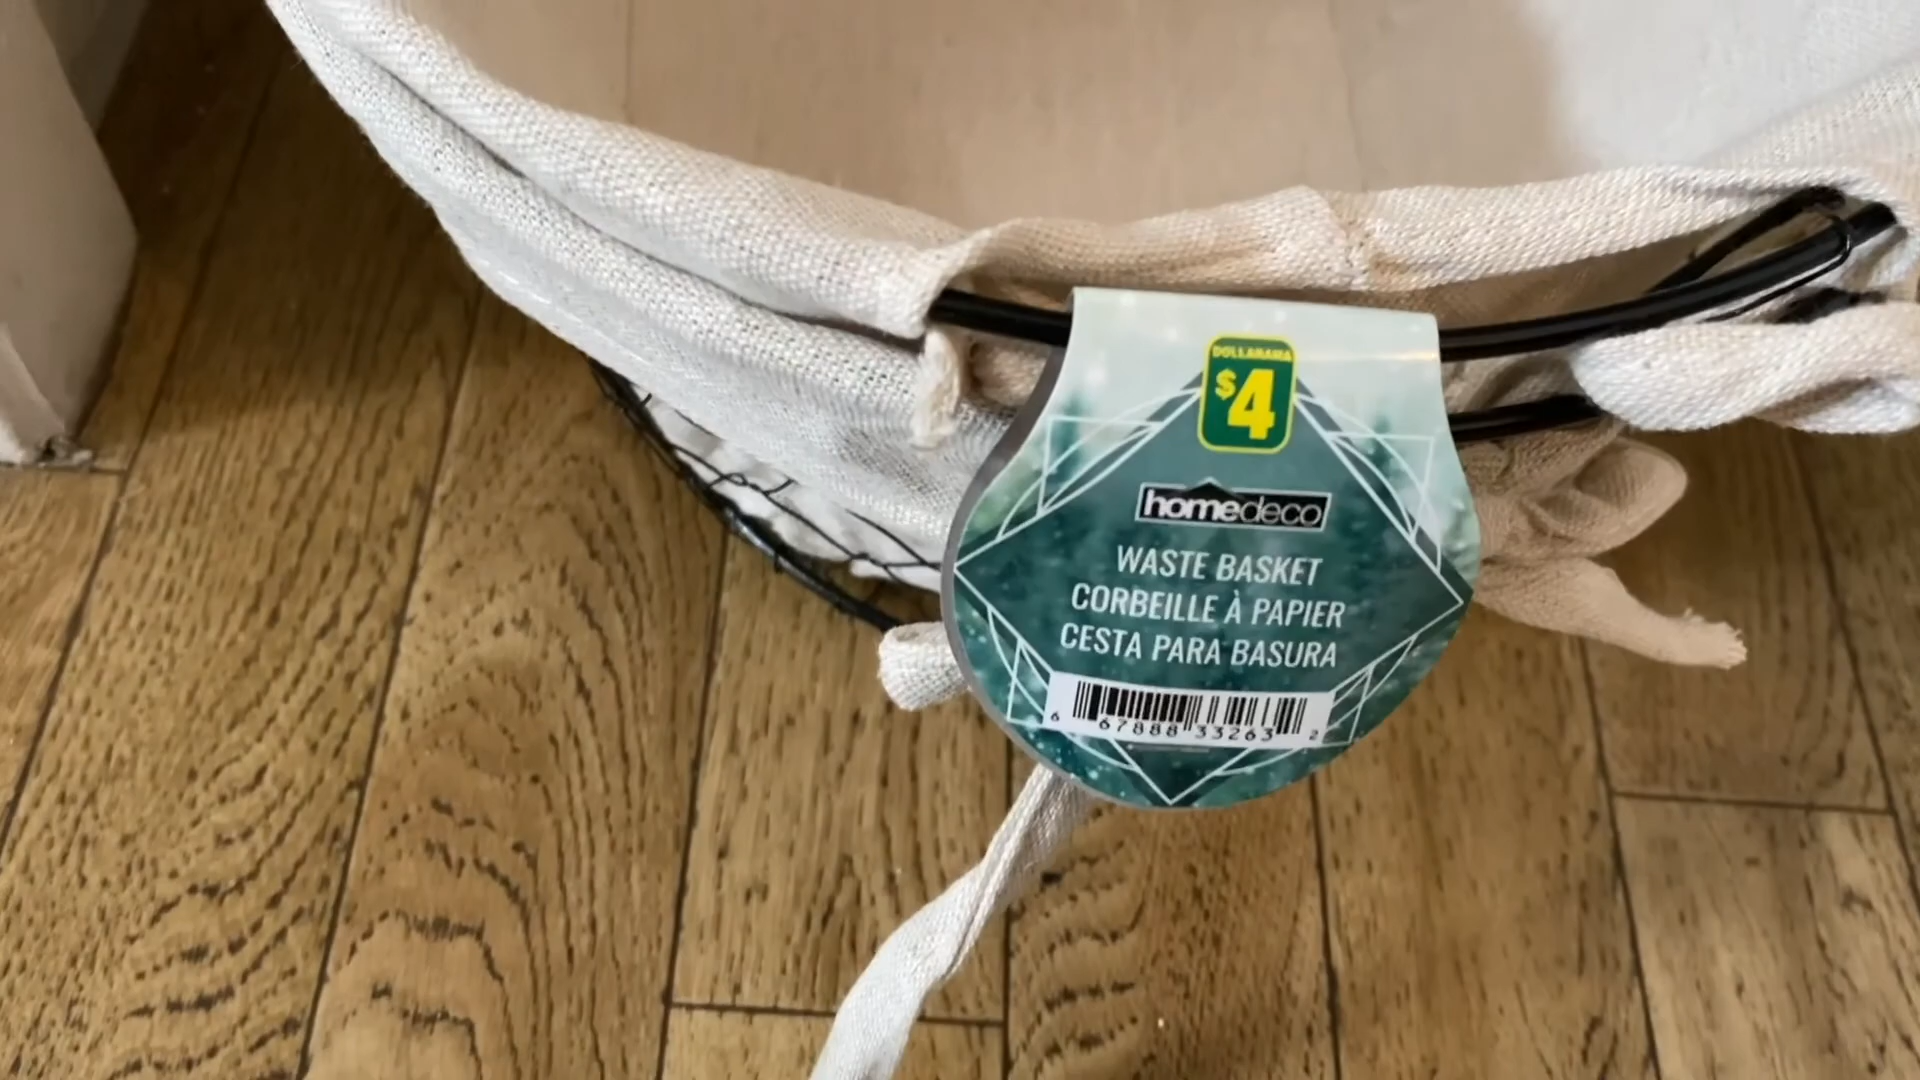 DOLLARAMA
$4
homedeco
WASTE BASKET
CORBEILLE À PAPIER
CESTA PARA BASURA
6 67888 33263 2